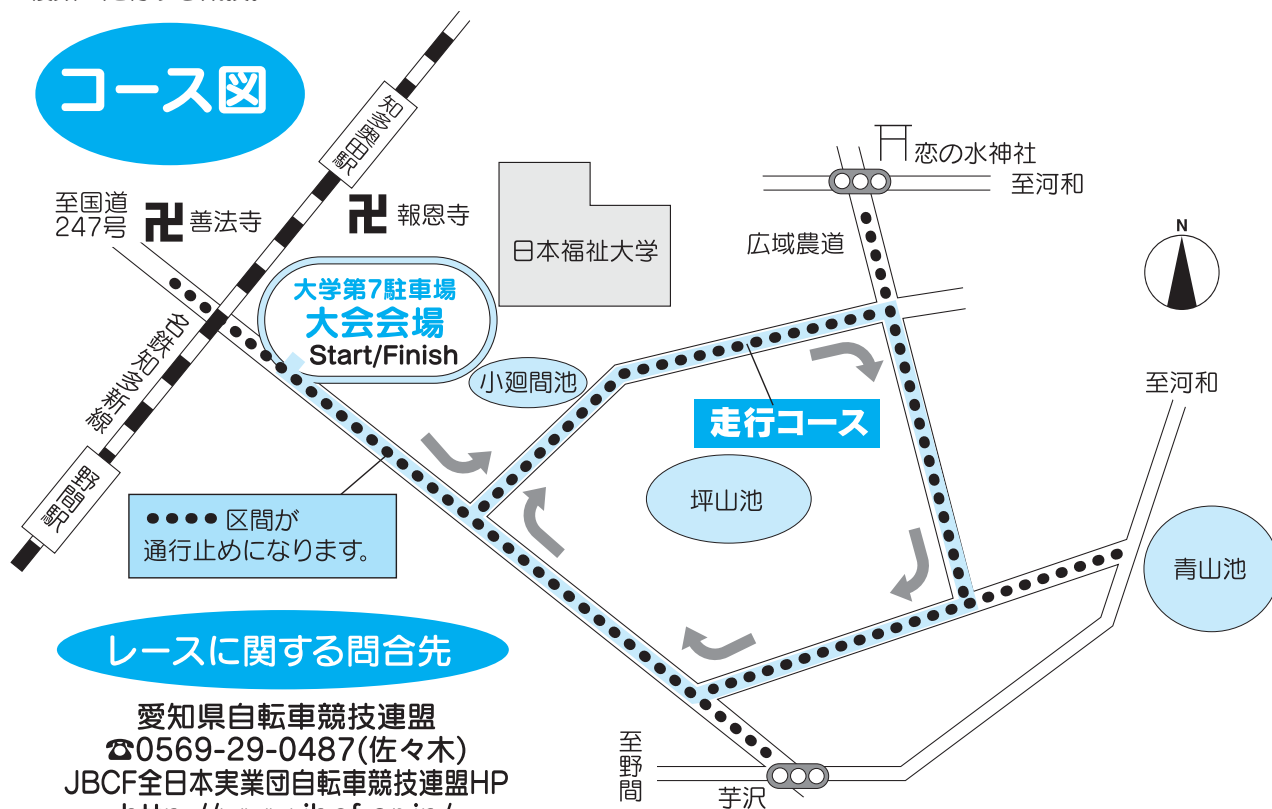 コース図
知多奥田駅
至国道
247号
善法寺
報恩寺
日本福祉大学
恋の水神社
至河和
広域農道
N
大学第7駐車場
大会会場
Start/Finish
名鉄知多新線
小廻間池
至河和
走行コース
坪山池
野間駅
区間が
通行止めになります。
青山池
レースに関する問合先
愛知県自転車競技連盟
☎0569-29-0487(佐々木)
JBCF全日本実業団自転車競技連盟HP
至野間
芋沢